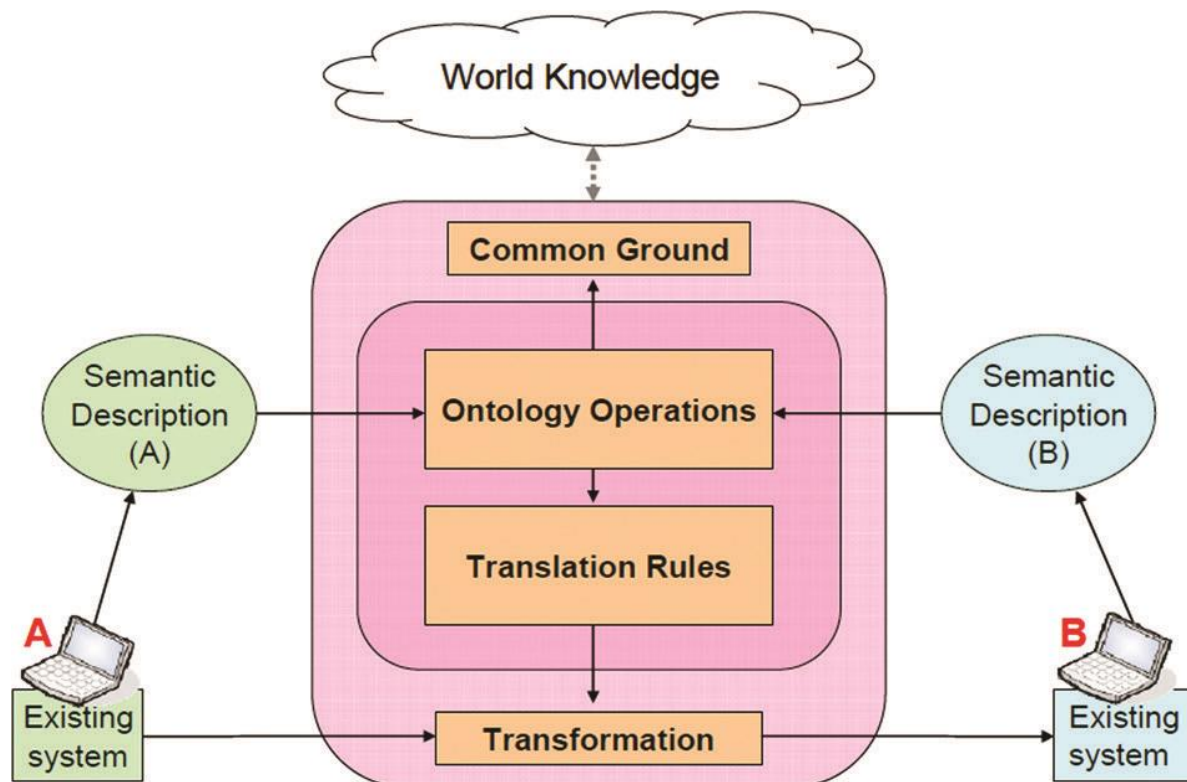 World Knowledge
Common Ground
Semantic
Description
(A)
Ontology Operations
Semantic
Description
(B)
Translation Rules
A
B
Existing
system
Transformation
Existing
system